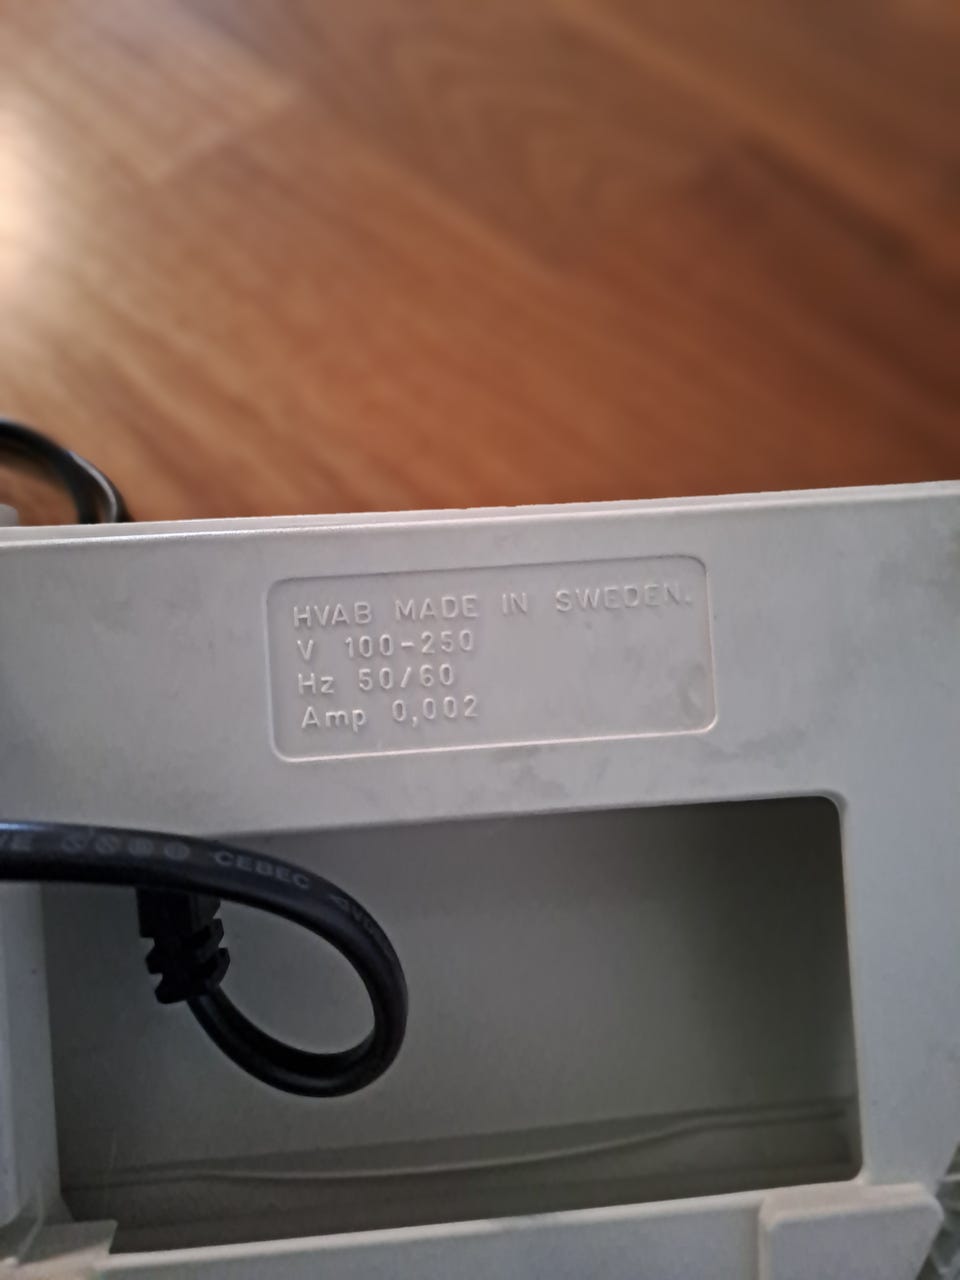 HVAB MADE IN SWEDEN.
V 100-250
Hz 50/60
Amp 0,002
CEBEC